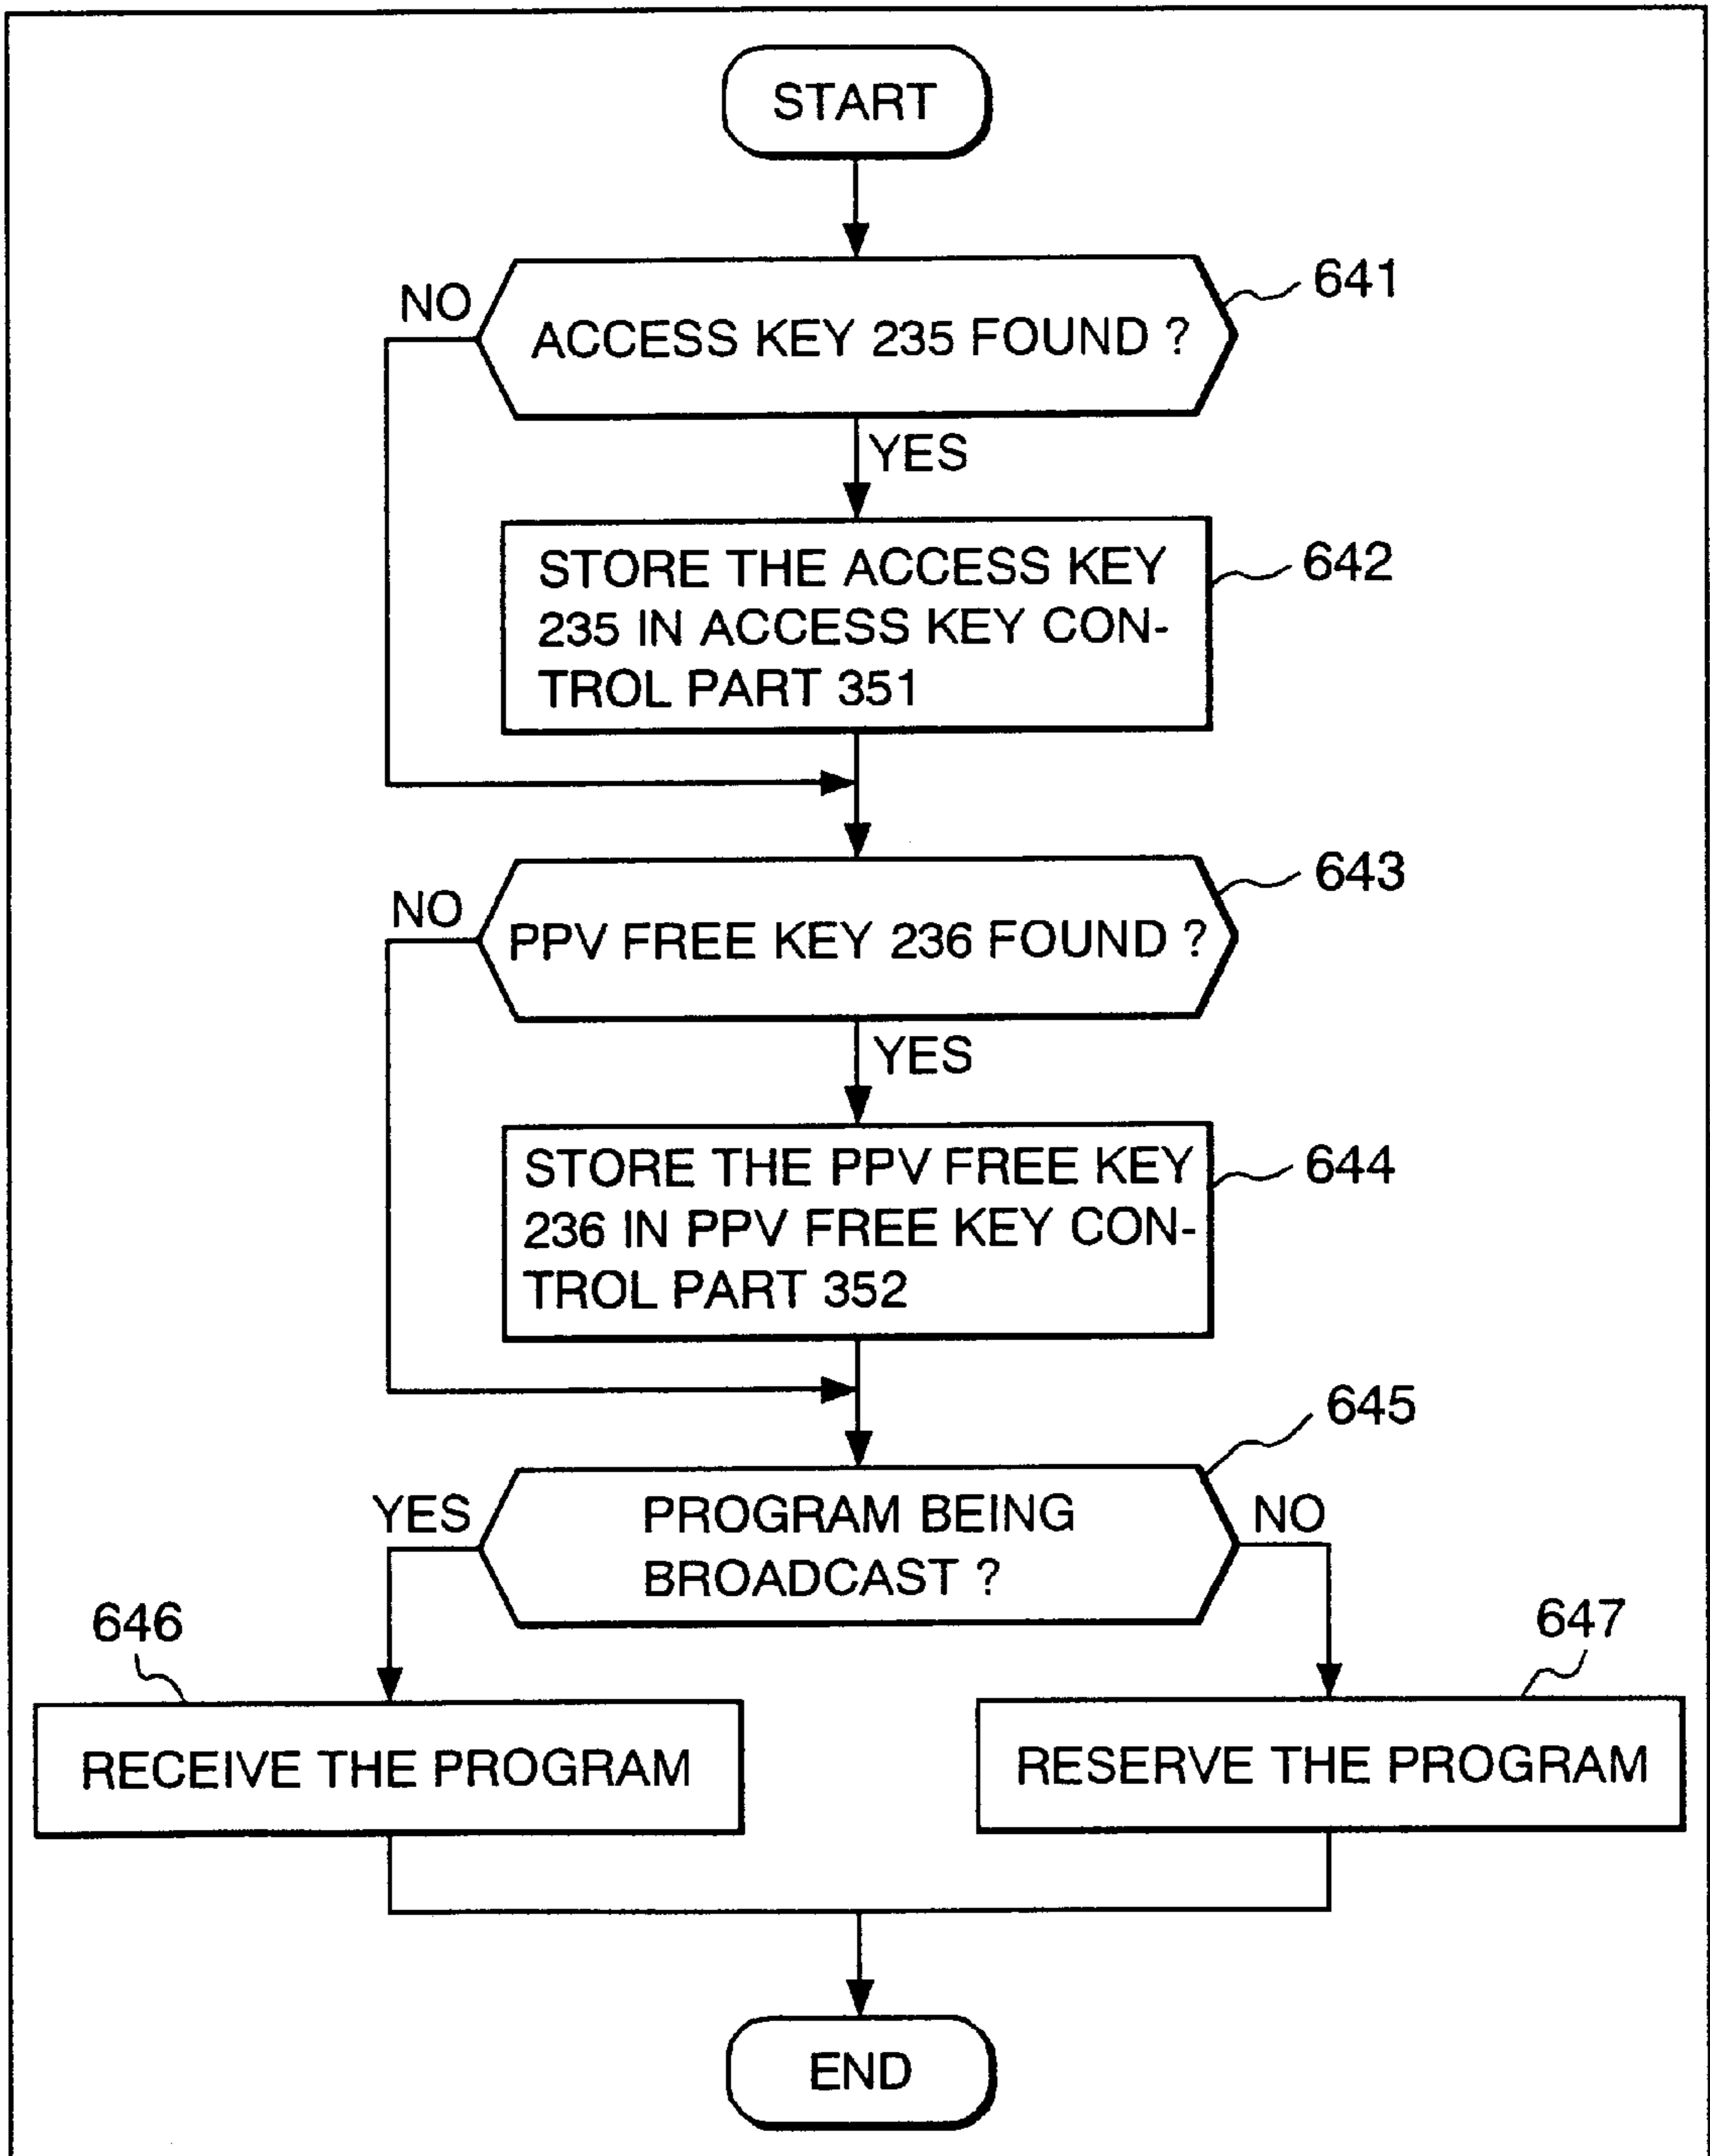 START
641
NO
ACCESS KEY 235 FOUND ?
YES
642
STORE THE ACCESS KEY
235 IN ACCESS KEY CON-
TROL PART 351
643
NO
PPV FREE KEY 236 FOUND ?
YES
644
STORE THE PPV FREE KEY
236 IN PPV FREE KEY CON-
TROL PART 352
645
YES
PROGRAM BEING
BROADCAST ?
NO
646
647
RECEIVE THE PROGRAM
RESERVE THE PROGRAM
END